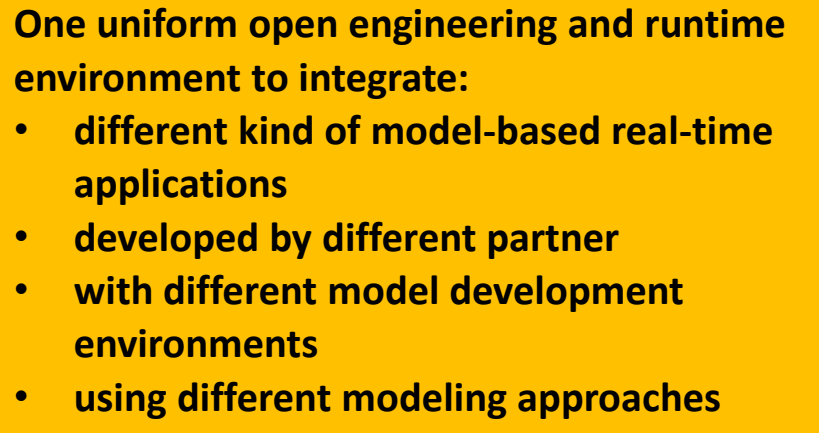 One uniform open engineering and runtime
environment to integrate:
• different kind of model-based real-time
applications
• developed by different partner
• with different model development
environments
• using different modeling approaches